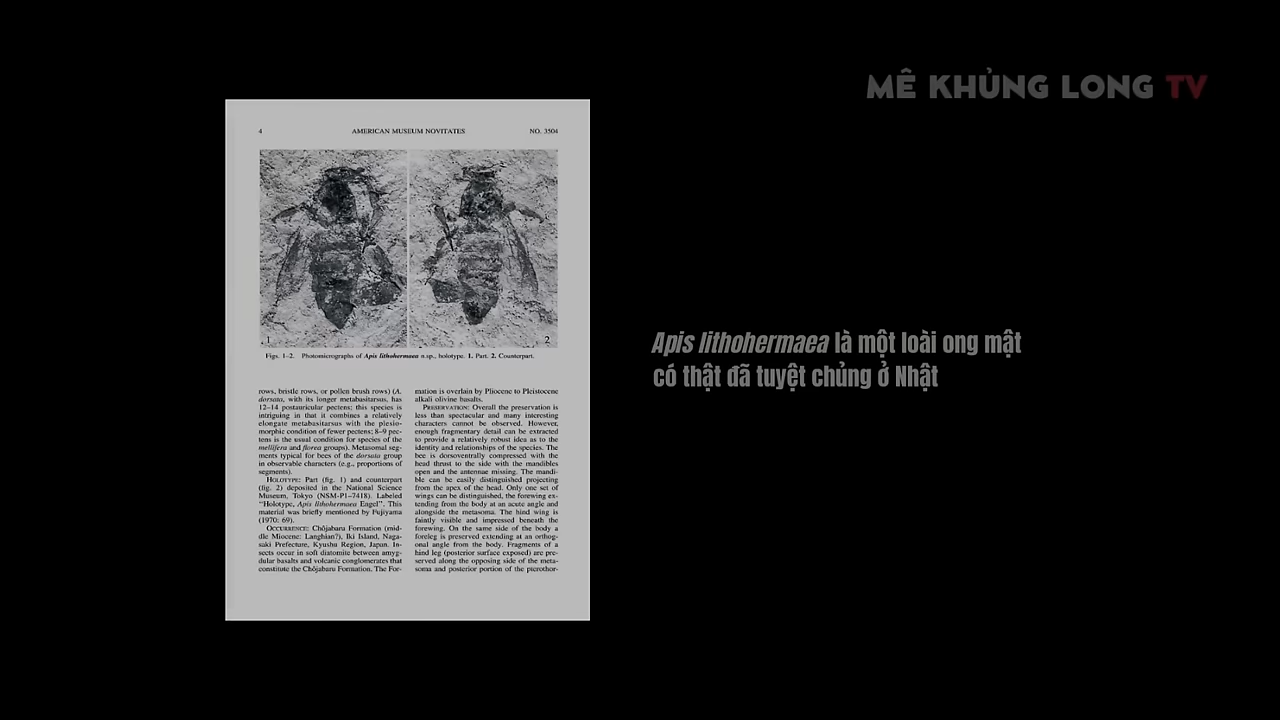 MÊ KHỦNG LONG TV
4 AMERICAN MUSEUM NOVITATES NO. 3504
1 2
Figs. 1–2. Photomicrographs of Apis lithohermaea n.sp., holotype. 1. Part. 2. Counterpart.
rows, bristle rows, or pollen brush rows) (A.
dorsata, with its longer metabasitarsus, has
12–14 postauricular pectens; this species is
intriguing in that it combines a relatively
elongate metabasitarsus with the plesio-
morphic condition of fewer pectens; 8–9 pec-
tens is the usual condition for species of the
mellifera and florea groups). Metasomal seg-
ments typical for bees of the dorsata group
in observable characters (e.g., proportions of
segments).
HOLOTYPE: Part (fig. 1) and counterpart
(fig. 2) deposited in the National Science
Museum, Tokyo (NSM-P1–7418). Labeled
“Holotype, Apis lithohermaea Engel”. This
material was briefly mentioned by Fujiyama
(1970: 69).
OCCURRENCE: Chôjabaru Formation (mid-
dle Miocene: Langhian?), Iki Island, Naga-
saki Prefecture, Kyushu Region, Japan. In-
sects occur in soft diatomite between amyg-
dular basalts and volcanic conglomerates that
constitute the Chôjabaru Formation. The For-
mation is overlain by Pliocene to Pleistocene
alkali olivine basalts.
PRESERVATION: Overall the preservation is
less than spectacular and many interesting
characters cannot be observed. However,
enough fragmentary detail can be extracted
to provide a relatively robust idea as to the
identity and relationships of the species. The
bee is dorsoventrally compressed with the
head thrust to the side with the mandibles
open and the antennae missing. The mandi-
ble can be easily distinguished projecting
from the apex of the head. Only one set of
wings can be distinguished, the forewing ex-
tending from the body at an acute angle and
alongside the metasoma. The hind wing is
faintly visible and impressed beneath the
forewing. On the same side of the body a
foreleg is preserved extending at an orthog-
onal angle from the body. Fragments of a
hind leg (posterior surface exposed) are pre-
served along the opposing side of the meta-
soma and posterior portion of the pterothor-
Apis lithohermaea là một loài ong mật
có thật đã tuyệt chủng ở Nhật